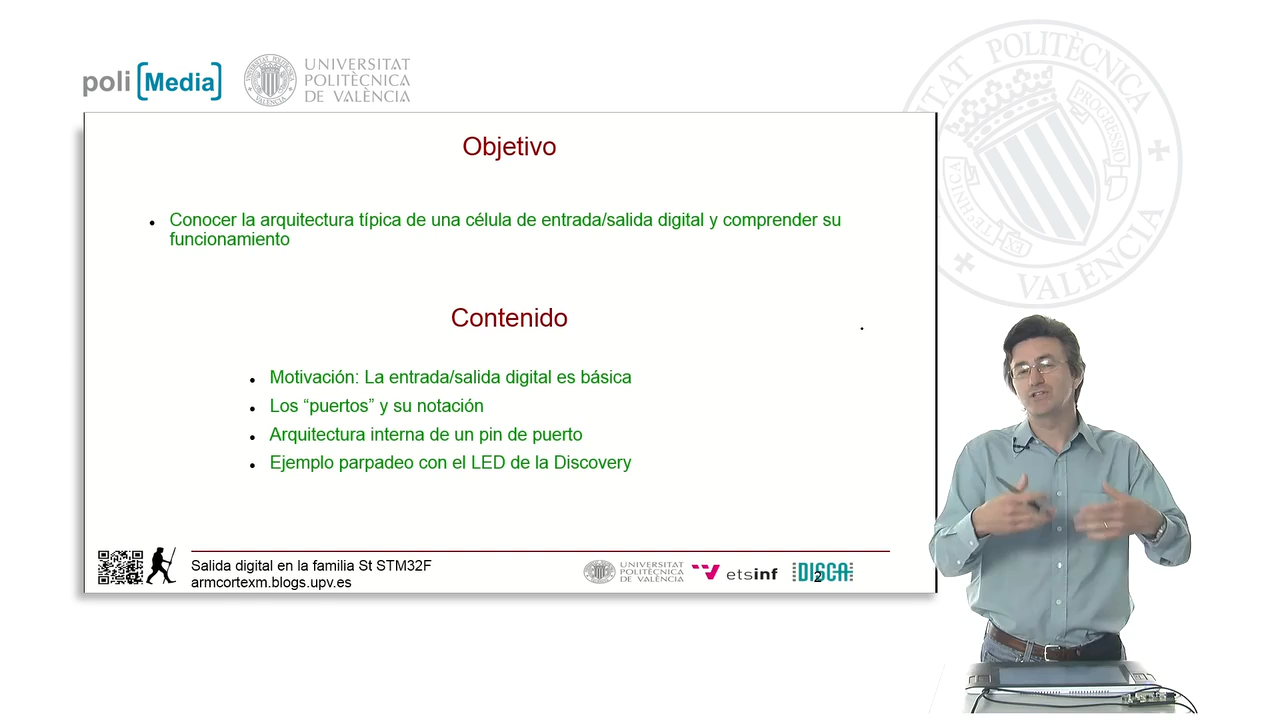 poli [Media]
UNIVERSITAT
POLITÈCNICA
DE VALÈNCIA
Objetivo
Conocer la arquitectura típica de una célula de entrada/salida digital y comprender su
funcionamiento
Contenido
Motivación: La entrada/salida digital es básica
Los “puertos” y su notación
Arquitectura interna de un pin de puerto
Ejemplo parpadeo con el LED de la Discovery
Salida digital en la familia St STM32F
armcortexm.blogs.upv.es
UNIVERSITAT
POLITÈCNICA
DE VALÈNCIA
etsinf
DISCA
2
POLITÈCNICA
VALÈNCIA
PROGRESSIO